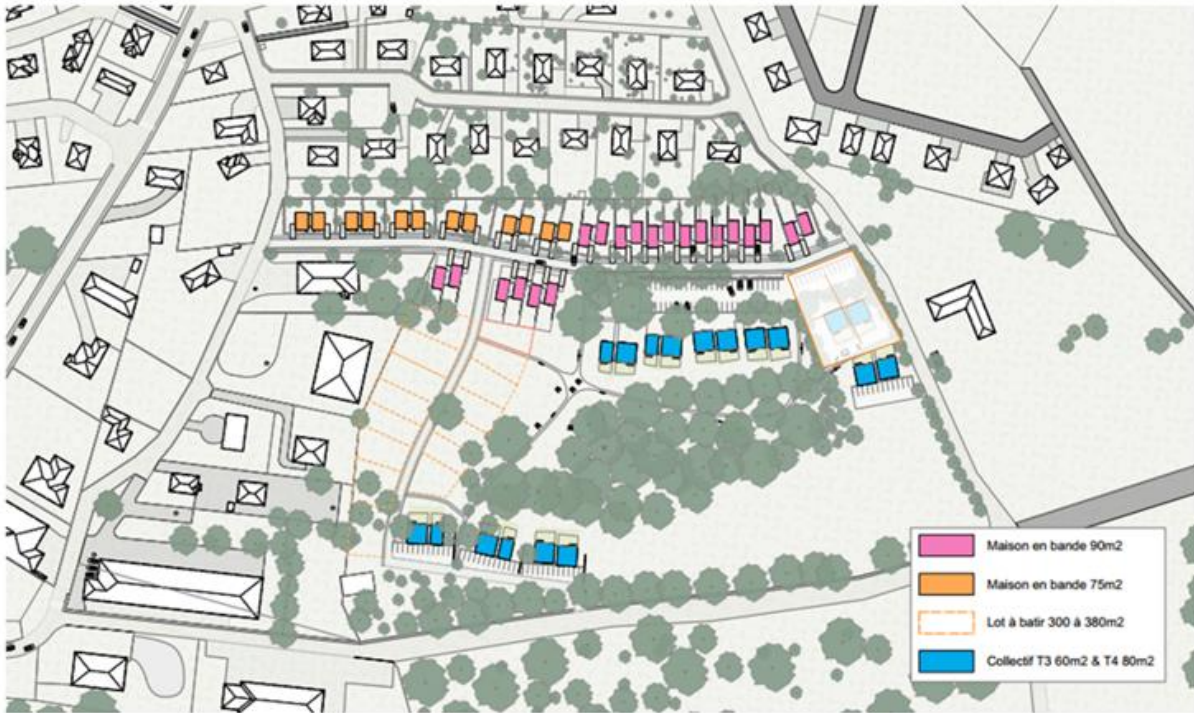 Maison en bande 90m2
Maison en bande 75m2
Lot à batir 300 à 380m2
Collectif T3 60m2 & T4 80m2